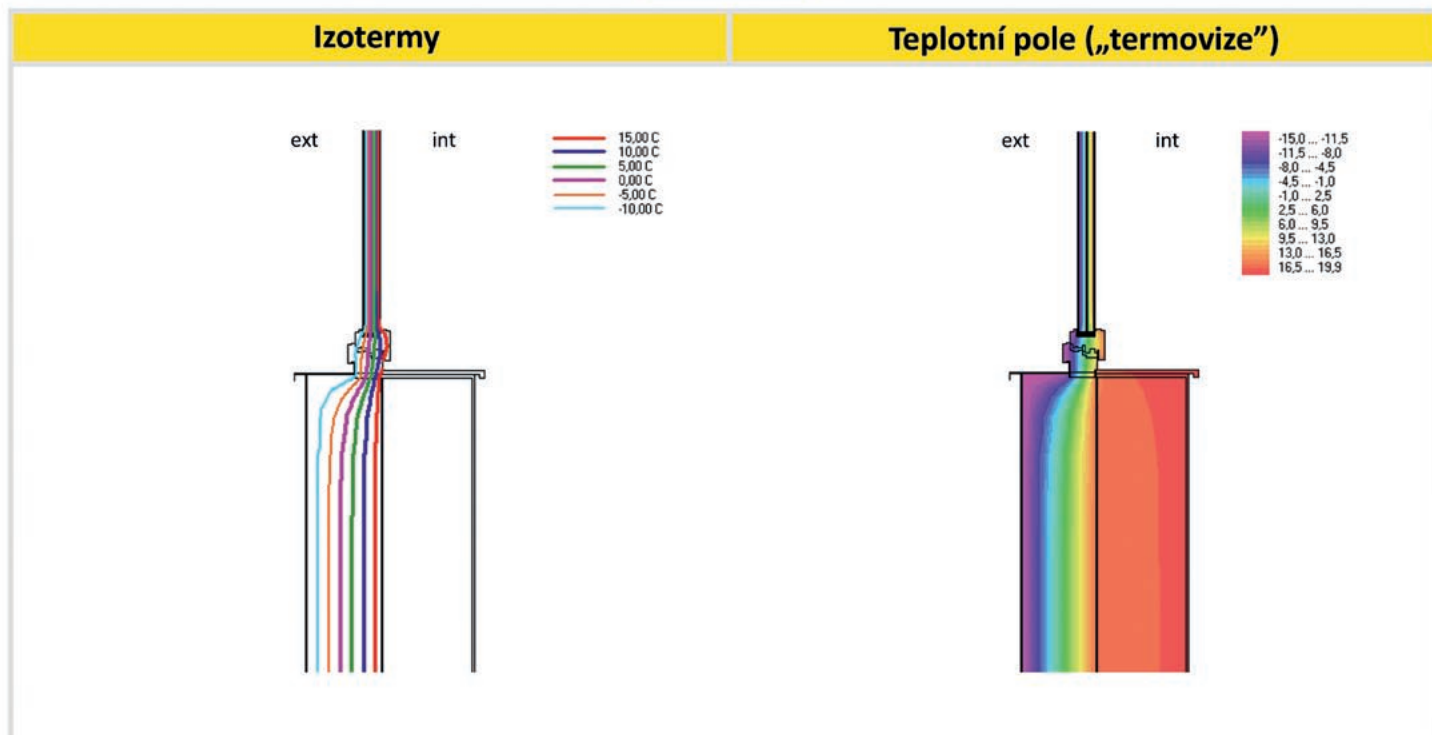 Izotermy
Teplotní pole („termovize”)
ext
int
15,00 C
10,00 C
5,00 C
0,00 C
-5,00 C
-10,00 C
ext
int
-15,0 ... -11,5
-11,5 ... -8,0
-8,0 ... -4,5
-4,5 ... -1,0
-1,0 ... 2,5
2,5 ... 6,0
6,0 ... 9,5
9,5 ... 13,0
13,0 ... 16,5
16,5 ... 19,9